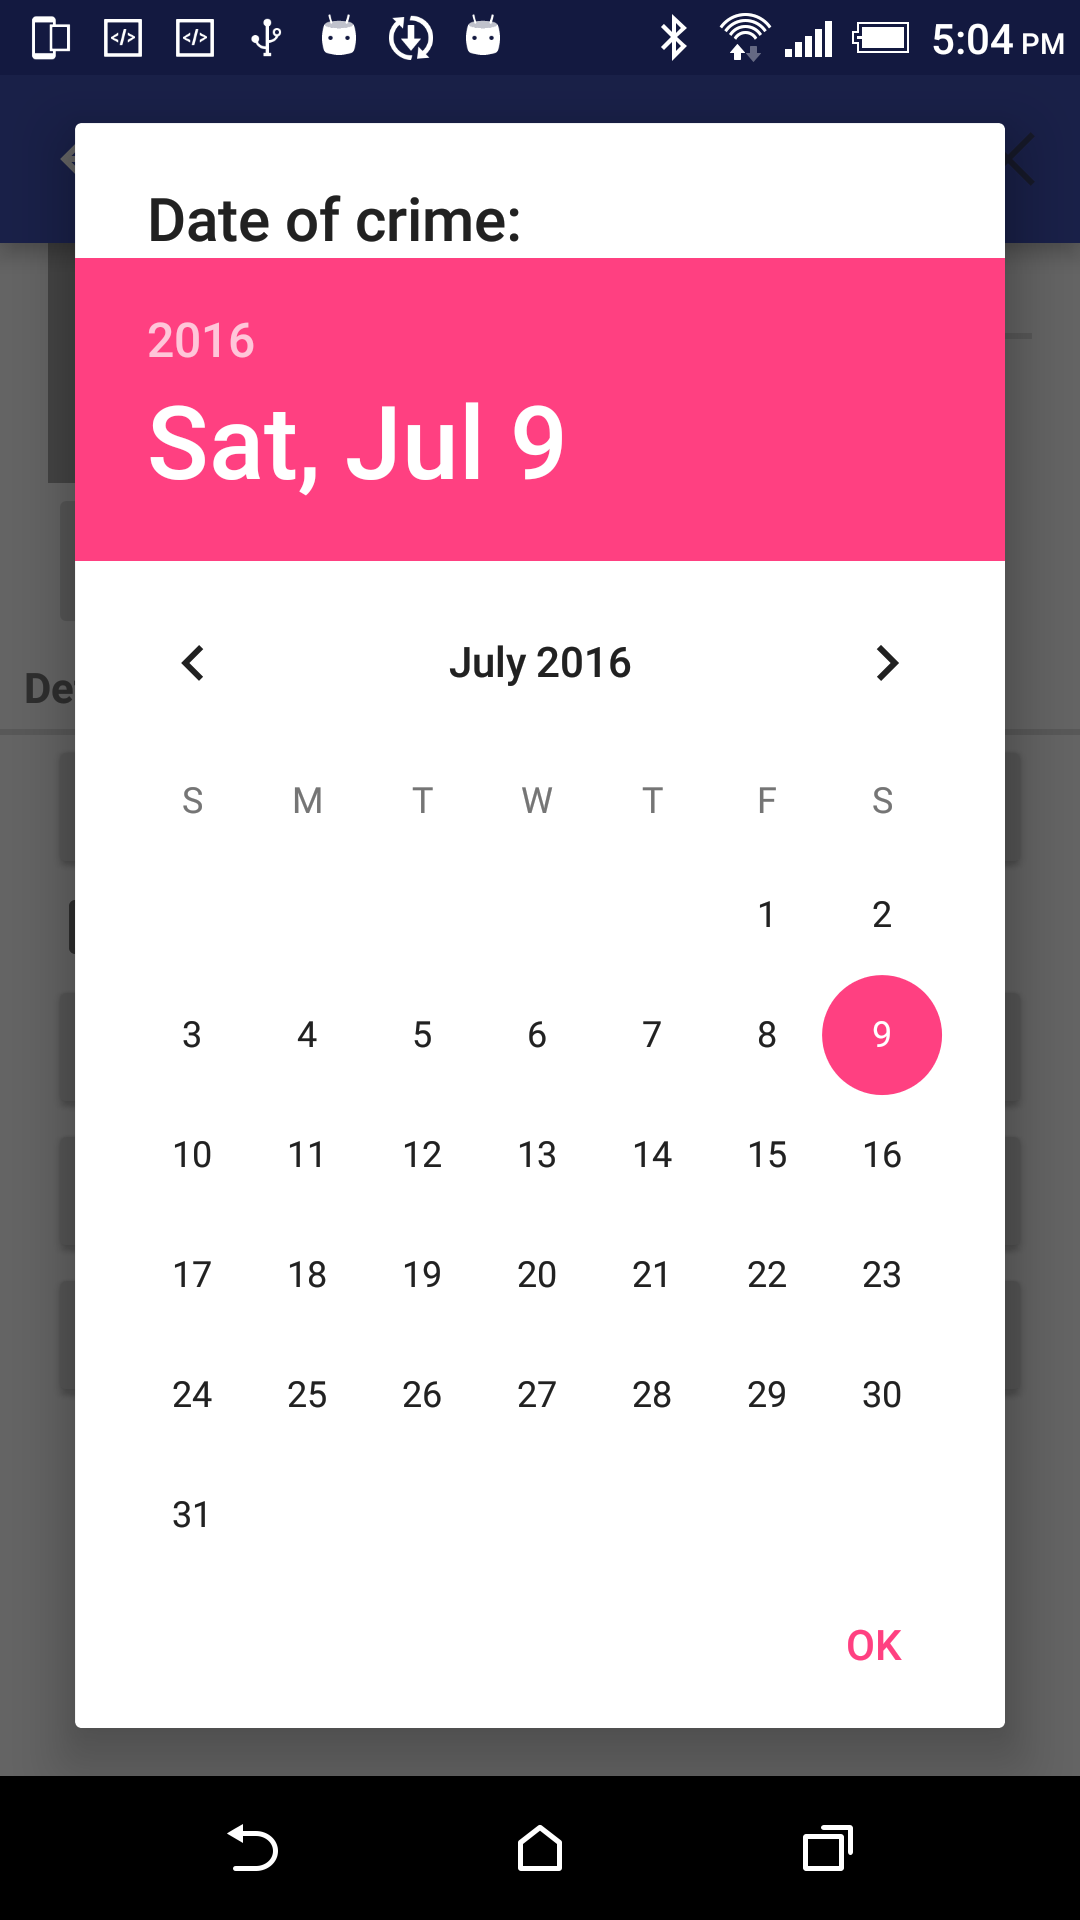 5:04 PM
Date of crime:
2016
Sat, Jul 9
July 2016
De
S M T W T F S
1 2
3 4 5 6 7 8 9
10 11 12 13 14 15 16
17 18 19 20 21 22 23
24 25 26 27 28 29 30
31
OK